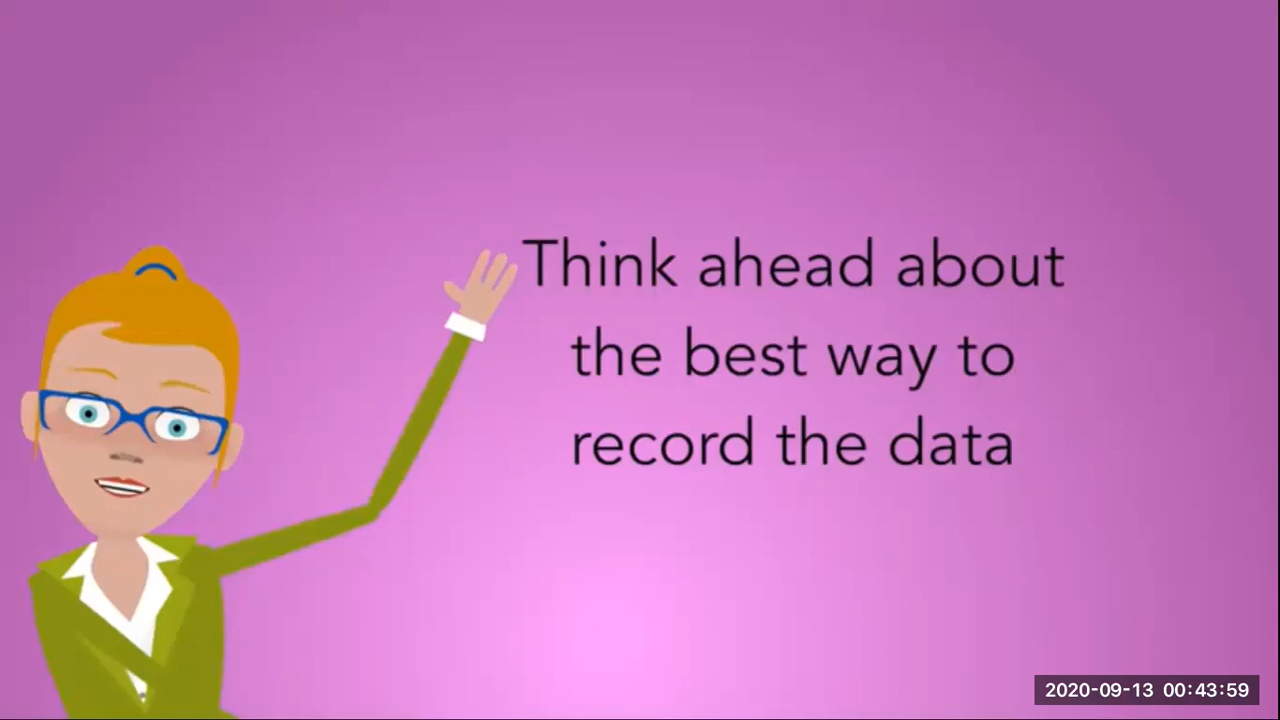 Think ahead about
the best way to
record the data
2020-09-13 00:43:59